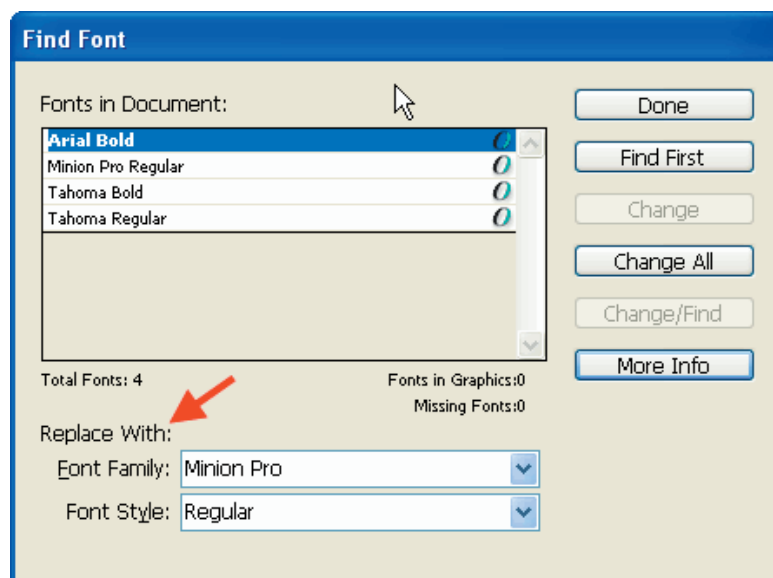 Find Font
Fonts in Document:
Arial Bold
Minion Pro Regular
Tahoma Bold
Tahoma Regular
Total Fonts: 4
Fonts in Graphics:0
Missing Fonts:0
Replace With:
Font Family: Minion Pro
Font Style: Regular
Done
Find First
Change
Change All
Change/Find
More Info